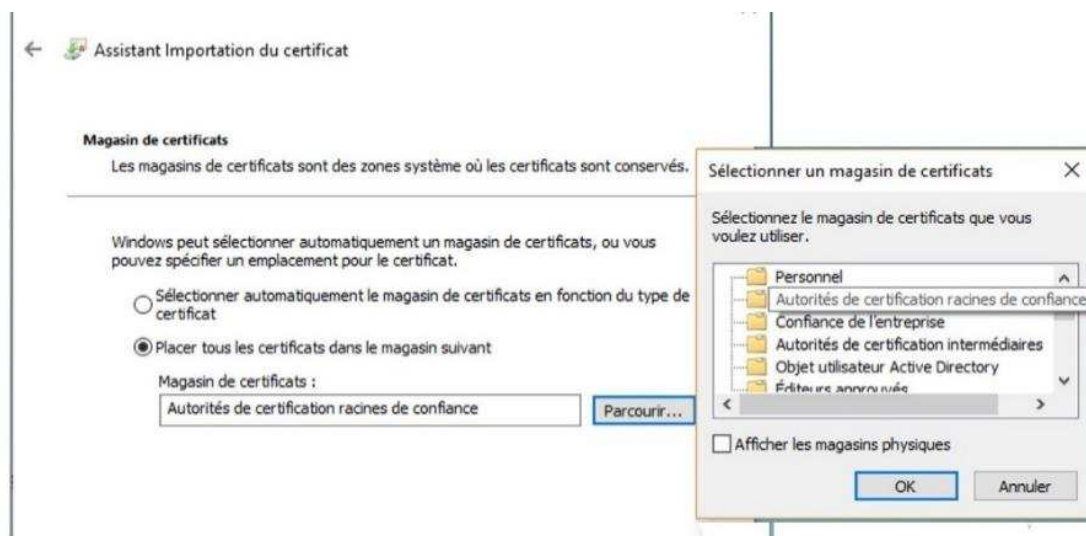 Assistant Importation du certificat
Magasin de certificats
Les magasins de certificats sont des zones système où les certificats sont conservés.
Windows peut sélectionner automatiquement un magasin de certificats, ou vous
pouvez spécifier un emplacement pour le certificat.
Sélectionner automatiquement le magasin de certificats en fonction du type de
certificat
Placer tous les certificats dans le magasin suivant
Magasin de certificats :
Autorités de certification racines de confiance
Parcourir...
Sélectionner un magasin de certificats
Sélectionnez le magasin de certificats que vous
voulez utiliser.
Personnel
Autorités de certification racines de confiance
Confiance de l'entreprise
Autorités de certification intermédiaires
Objet utilisateur Active Directory
Éditeurs approuvés
Afficher les magasins physiques
OK
Annuler